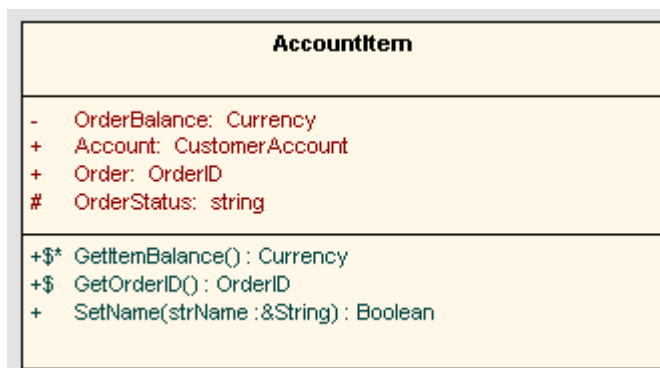 AccountItem
- OrderBalance: Currency
+ Account: CustomerAccount
+ Order: OrderID
# OrderStatus: string
+$* GetItemBalance() : Currency
+$ GetOrderID() : OrderID
+ SetName(strName :&String) : Boolean